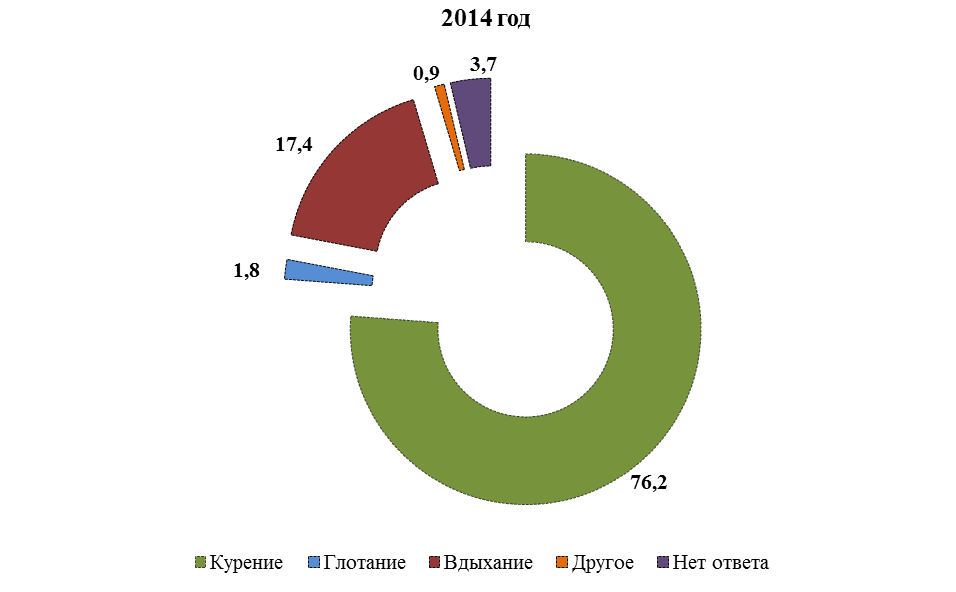 2014 год
0,9
3,7
17,4
1,8
76,2
Курение Глотание Вдыхание Другое Нет ответа